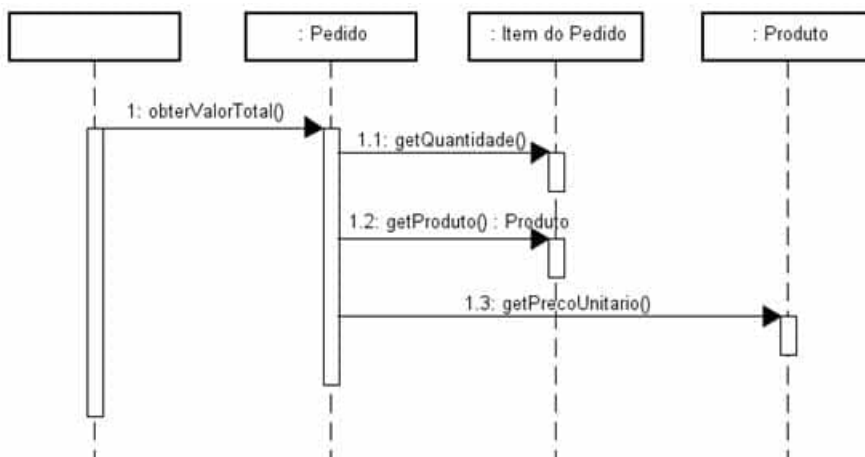 : Pedido
: Item do Pedido
: Produto
1: obterValorTotal()
1.1: getQuantidade()
1.2: getProduto() : Produto
1.3: getPrecoUnitario()